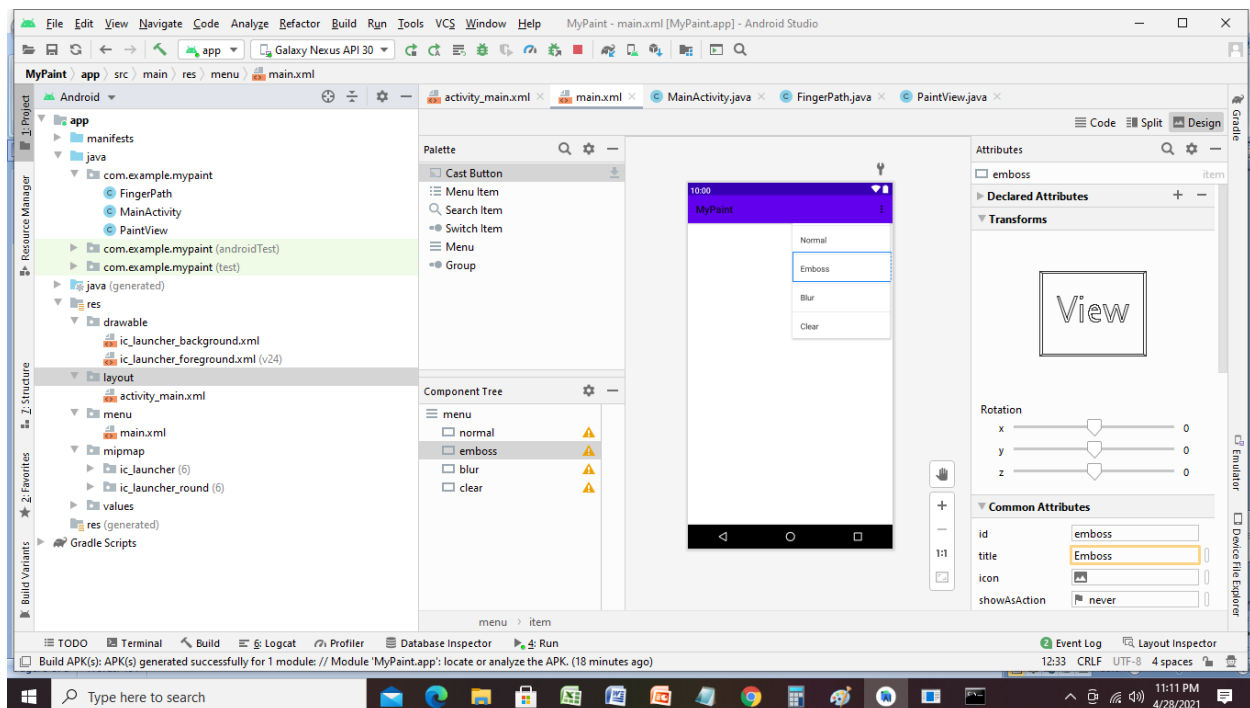 File Edit View Navigate Code Analyze Refactor Build Run Tools VCS Window Help MyPaint - main.xml [MyPaint.app] - Android Studio
app Galaxy Nexus API 30
MyPaint app src main res menu main.xml
Android
activity_main.xml main.xml MainActivity.java FingerPath.java PaintView.java
1: Project
Resource Manager
Z: Structure
2: Favorites
Build Variants
app
manifests
java
com.example.mypaint
FingerPath
MainActivity
PaintView
com.example.mypaint (androidTest)
com.example.mypaint (test)
java (generated)
res
drawable
ic_launcher_background.xml
ic_launcher_foreground.xml (v24)
layout
activity_main.xml
menu
main.xml
mipmap
ic_launcher (6)
ic_launcher_round (6)
values
res (generated)
Gradle Scripts
Code Split Design
Palette
Cast Button
Menu Item
Search Item
Switch Item
Menu
Group
Component Tree
menu
normal
emboss
blur
clear
10:00
MyPaint
Normal
Emboss
Blur
Clear
1:1
menu › item
Attributes
emboss item
Declared Attributes
Transforms
View
Rotation
x 0
y 0
z 0
Common Attributes
id emboss
title Emboss
icon
showAsAction never
Gradle
Emulator
Device File Explorer
TODO Terminal Build 6: Logcat Profiler Database Inspector 4: Run 2 Event Log Layout Inspector
Build APK(s): APK(s) generated successfully for 1 module: // Module 'MyPaint.app': locate or analyze the APK. (18 minutes ago) 12:33 CRLF UTF-8 4 spaces
Type here to search
11:11 PM
4/28/2021